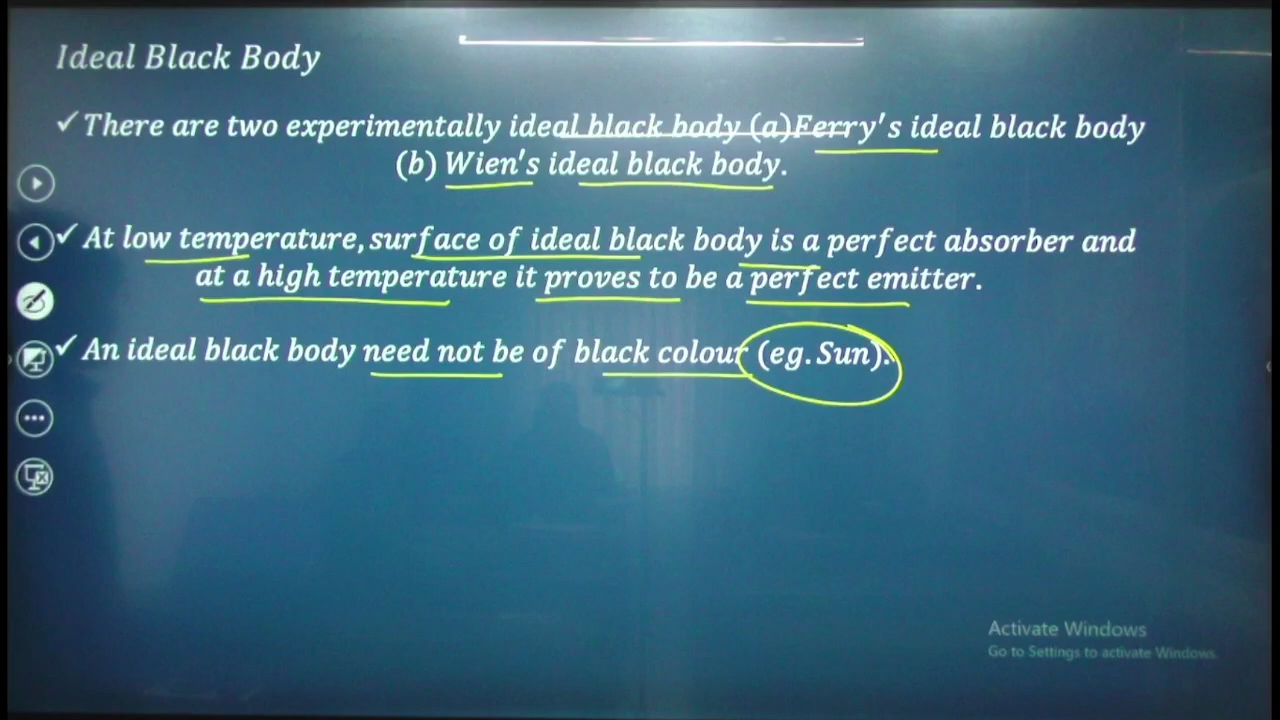 Ideal Black Body
✓ There are two experimentally ideal black body (a)Ferry's ideal black body
(b) Wien's ideal black body.
✓ At low temperature, surface of ideal black body is a perfect absorber and
at a high temperature it proves to be a perfect emitter.
✓ An ideal black body need not be of black colour (eg. Sun).
Activate Windows
Go to Settings to activate Windows.